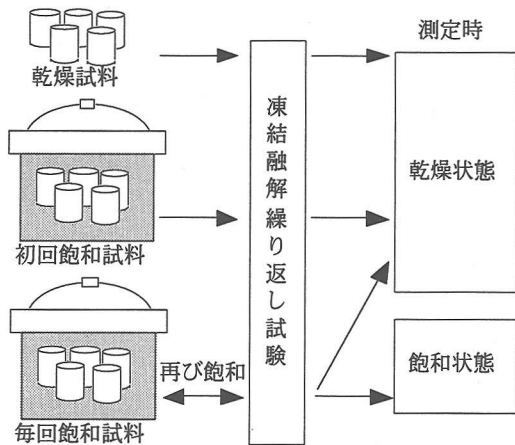 測定時
乾燥試料
凍結融解繰り返し試験
乾燥状態
初回飽和試料
再び飽和
飽和状態
毎回飽和試料